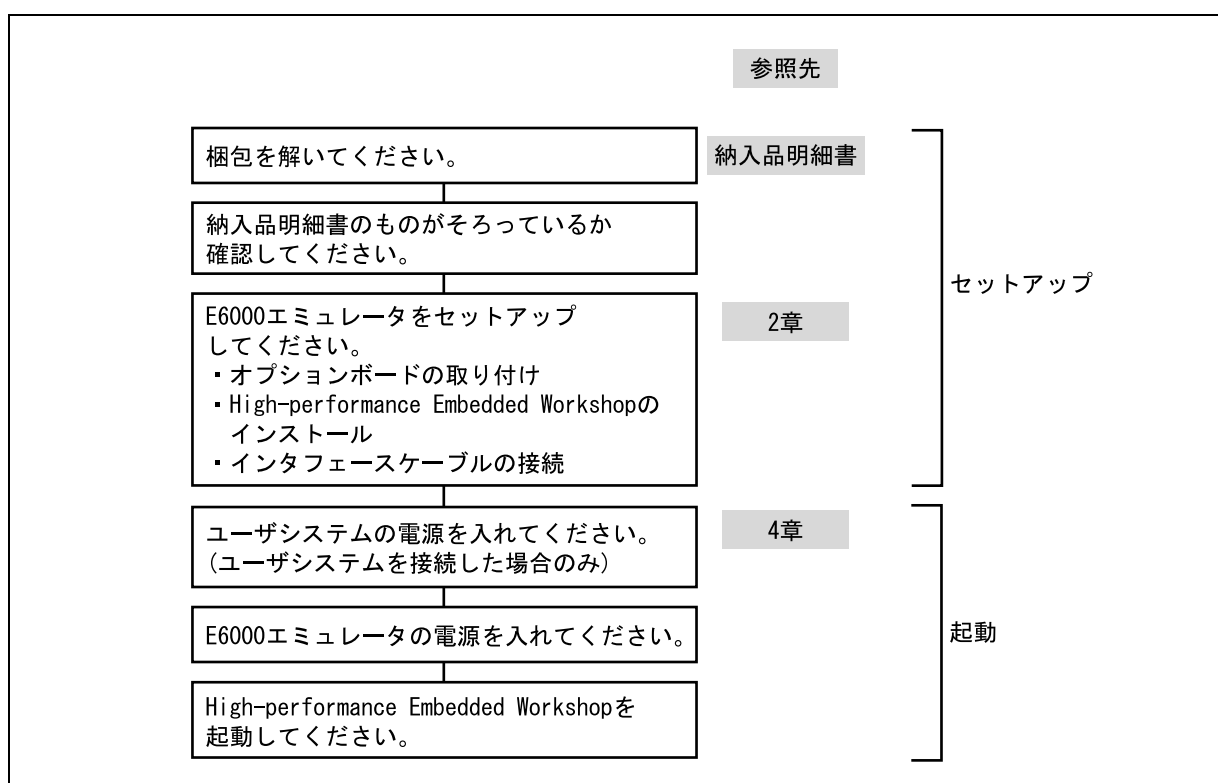 参照先
梱包を解いてください。
納入品明細書
納入品明細書のものがそろっているか
確認してください。
セットアップ
E6000エミュレータをセットアップ
してください。
・オプションボードの取り付け
・High-performance Embedded Workshopの
インストール
・インタフェースケーブルの接続
2章
ユーザシステムの電源を入れてください。
(ユーザシステムを接続した場合のみ)
4章
E6000エミュレータの電源を入れてください。
起動
High-performance Embedded Workshopを
起動してください。